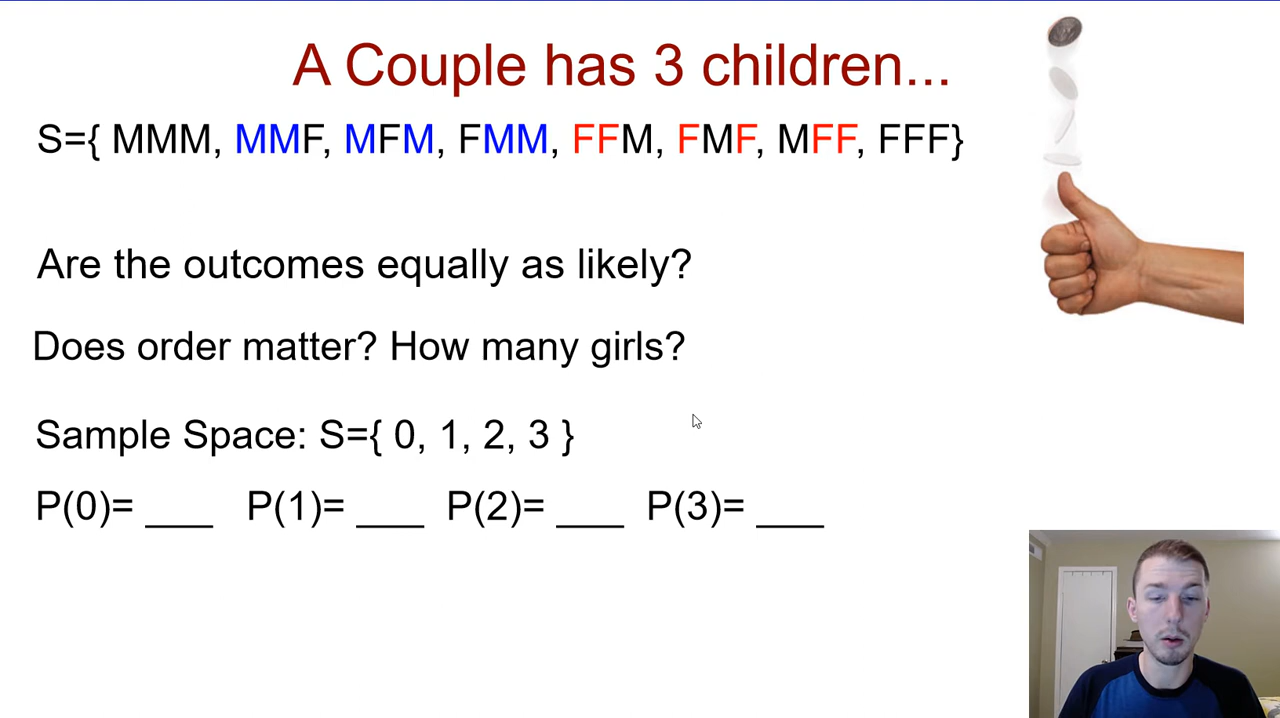 A Couple has 3 children...
S={ MMM, MMF, MFM, FMM, FFM, FMF, MFF, FFF}
Are the outcomes equally as likely?
Does order matter? How many girls?
Sample Space: S={ 0, 1, 2, 3 }
P(0)= ___ P(1)= ___ P(2)= ___ P(3)= ___